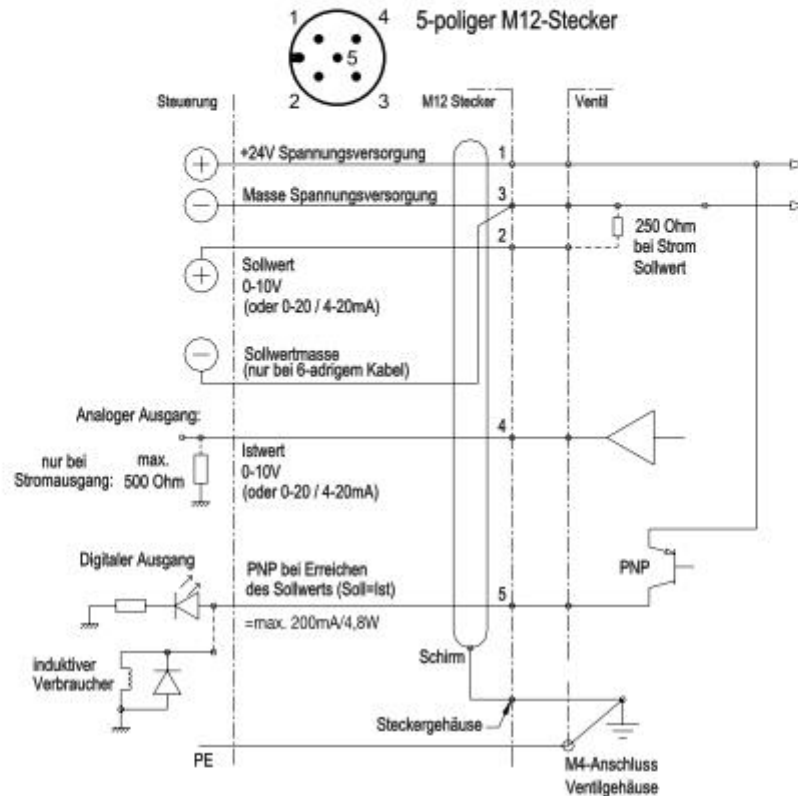 1 4 5-poliger M12-Stecker
5
2 3
Steuerung
M12 Stecker
Ventil
+24V Spannungsversorgung
1
Masse Spannungsversorgung
3
250 Ohm
bei Strom
Sollwert
2
Sollwert
0-10V
(oder 0-20 / 4-20mA)
Sollwertmasse
(nur bei 6-adrigem Kabel)
Analoger Ausgang:
4
nur bei
Stromausgang:
max.
500 Ohm
Istwert
0-10V
(oder 0-20 / 4-20mA)
Digitaler Ausgang
PNP bei Erreichen
des Sollwerts (Soll=Ist)
=max. 200mA/4,8W
5
PNP
induktiver
Verbraucher
Schirm
Steckergehäuse
PE
M4-Anschluss
Ventilgehäuse